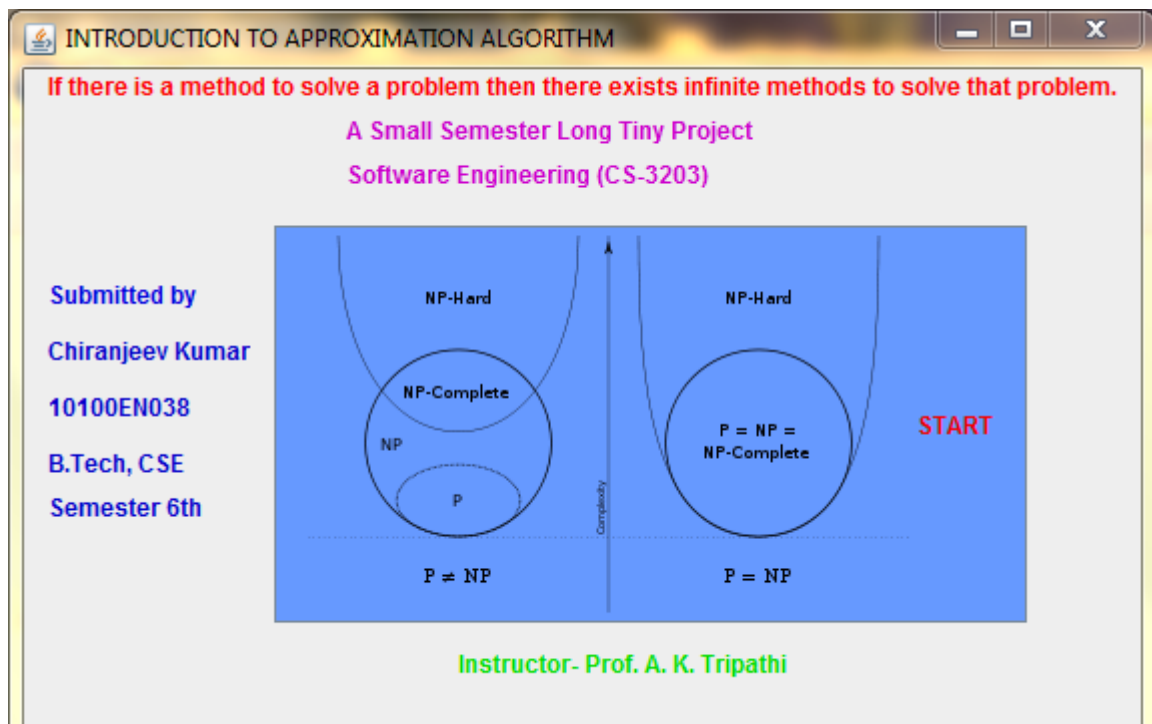 INTRODUCTION TO APPROXIMATION ALGORITHM
If there is a method to solve a problem then there exists infinite methods to solve that problem.
A Small Semester Long Tiny Project
Software Engineering (CS-3203)
Submitted by
Chiranjeev Kumar
10100EN038
B.Tech, CSE
Semester 6th
NP-Hard
NP-Complete
NP
P
P ≠ NP
Complexity
NP-Hard
P = NP =
NP-Complete
P = NP
START
Instructor- Prof. A. K. Tripathi